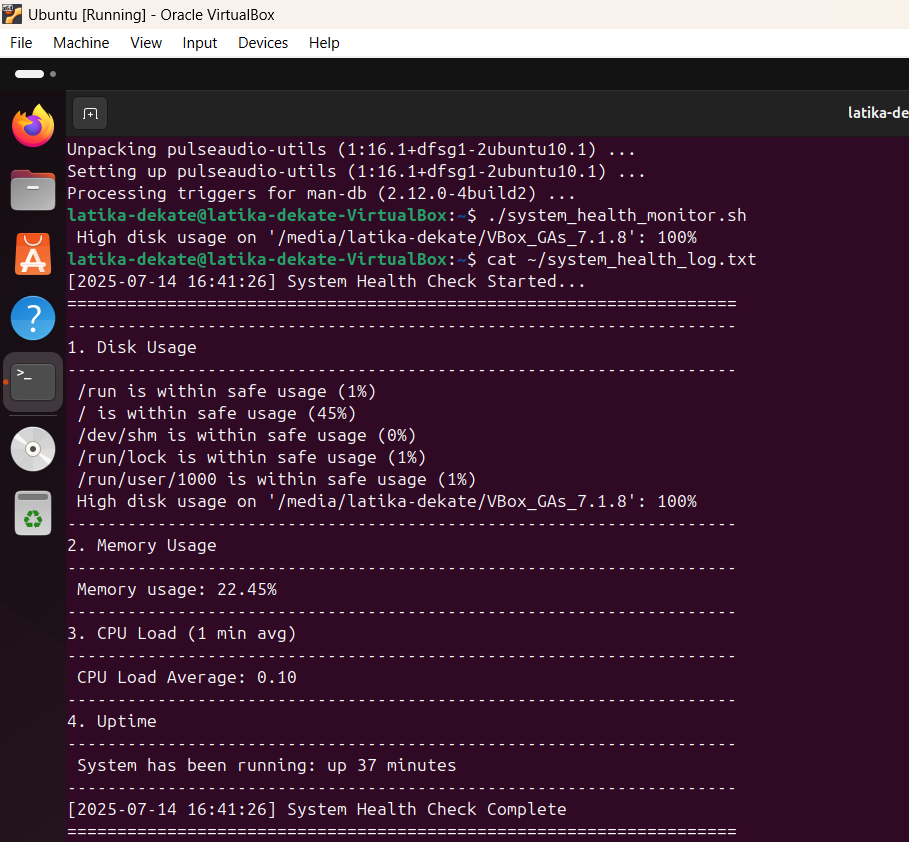 Ubuntu [Running] - Oracle VirtualBox
File Machine View Input Devices Help
latika-de
Unpacking pulseaudio-utils (1:16.1+dfsg1-2ubuntu10.1) ...
Setting up pulseaudio-utils (1:16.1+dfsg1-2ubuntu10.1) ...
Processing triggers for man-db (2.12.0-4build2) ...
latika-dekate@latika-dekate-VirtualBox:~$ ./system_health_monitor.sh
 High disk usage on '/media/latika-dekate/VBox_GAs_7.1.8': 100%
latika-dekate@latika-dekate-VirtualBox:~$ cat ~/system_health_log.txt
[2025-07-14 16:41:26] System Health Check Started...
===================================================================
-------------------------------------------------------------------
1. Disk Usage
-------------------------------------------------------------------
 /run is within safe usage (1%)
 / is within safe usage (45%)
 /dev/shm is within safe usage (0%)
 /run/lock is within safe usage (1%)
 /run/user/1000 is within safe usage (1%)
 High disk usage on '/media/latika-dekate/VBox_GAs_7.1.8': 100%
-------------------------------------------------------------------
2. Memory Usage
-------------------------------------------------------------------
 Memory usage: 22.45%
-------------------------------------------------------------------
3. CPU Load (1 min avg)
-------------------------------------------------------------------
 CPU Load Average: 0.10
-------------------------------------------------------------------
4. Uptime
-------------------------------------------------------------------
 System has been running: up 37 minutes
-------------------------------------------------------------------
[2025-07-14 16:41:26] System Health Check Complete
===================================================================